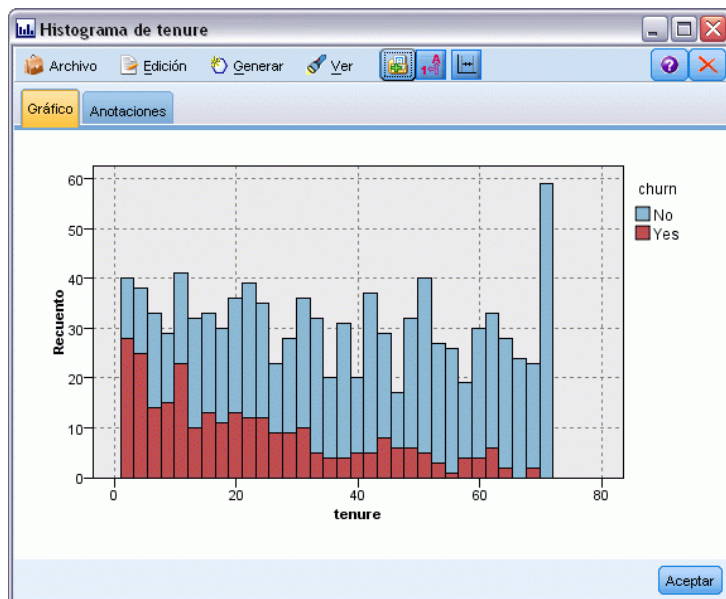 Histograma de tenure
Archivo Edición Generar Ver
Gráfico Anotaciones
60
50
40
30
20
10
0
Recuento
0 20 40 60 80
tenure
churn
No
Yes
Aceptar